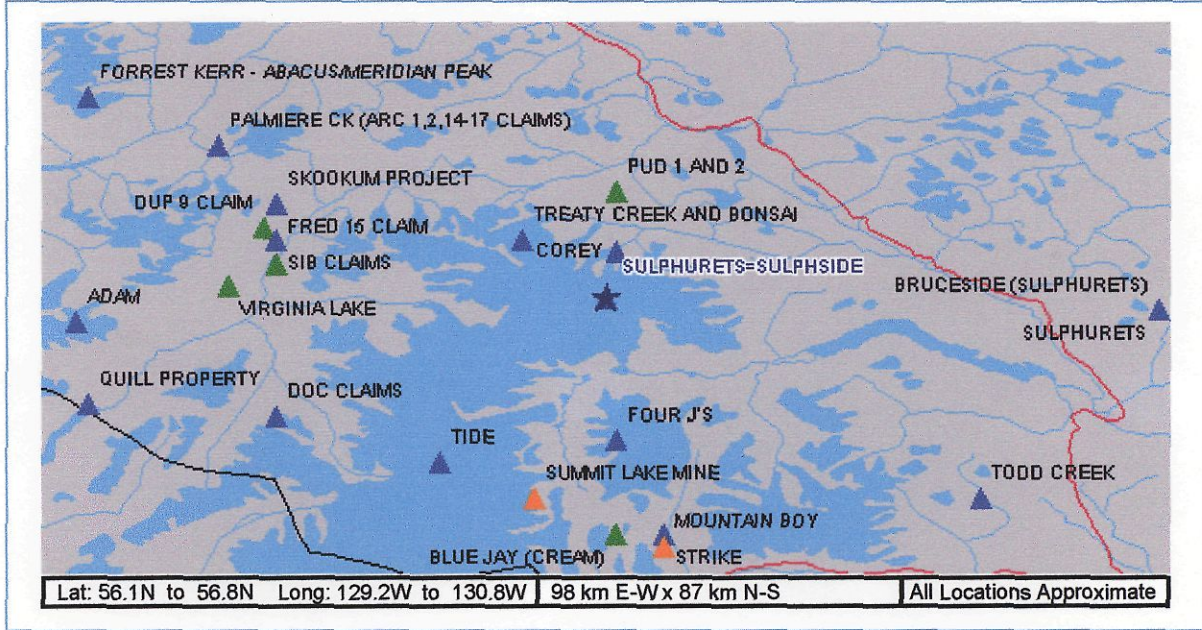 FORREST KERR - ABACUS/MERIDIAN PEAK
PALMIERE CK (ARC 1,2,14-17 CLAIMS)
PUD 1 AND 2
SKOOKUM PROJECT
DUP 9 CLAIM
TREATY CREEK AND BONSAI
FRED 15 CLAIM
COREY
SIB CLAIMS
SULPHURETS=SULPHSIDE
BRUCESIDE (SULPHURETS)
ADAM
VIRGINIA LAKE
SULPHURETS
QUILL PROPERTY
DOC CLAIMS
FOUR J'S
TIDE
SUMMIT LAKE MINE
TODD CREEK
MOUNTAIN BOY
BLUE JAY (CREAM)
STRIKE
Lat: 56.1N to 56.8N Long: 129.2W to 130.8W 98 km E-W x 87 km N-S All Locations Approximate